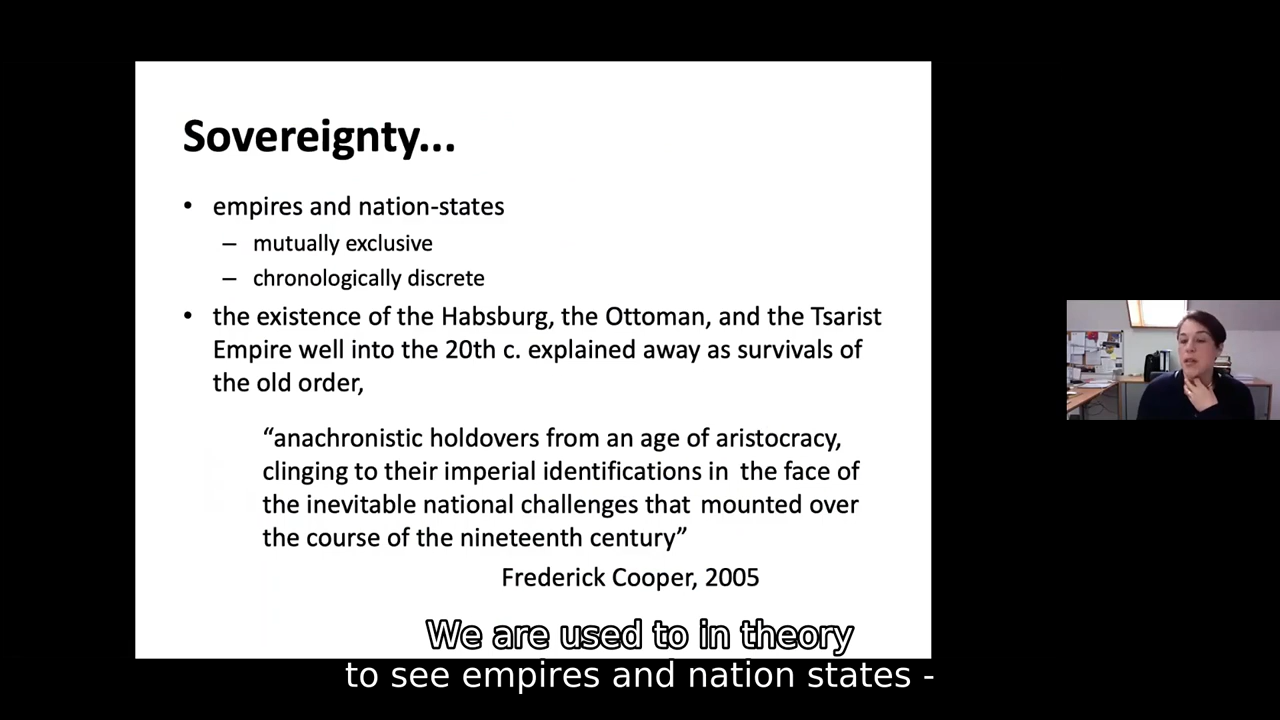 Sovereignty...
• empires and nation-states
– mutually exclusive
– chronologically discrete
• the existence of the Habsburg, the Ottoman, and the Tsarist
Empire well into the 20th c. explained away as survivals of
the old order,
“anachronistic holdovers from an age of aristocracy,
clinging to their imperial identifications in the face of
the inevitable national challenges that mounted over
the course of the nineteenth century”
Frederick Cooper, 2005
We are used to in theory
to see empires and nation states -